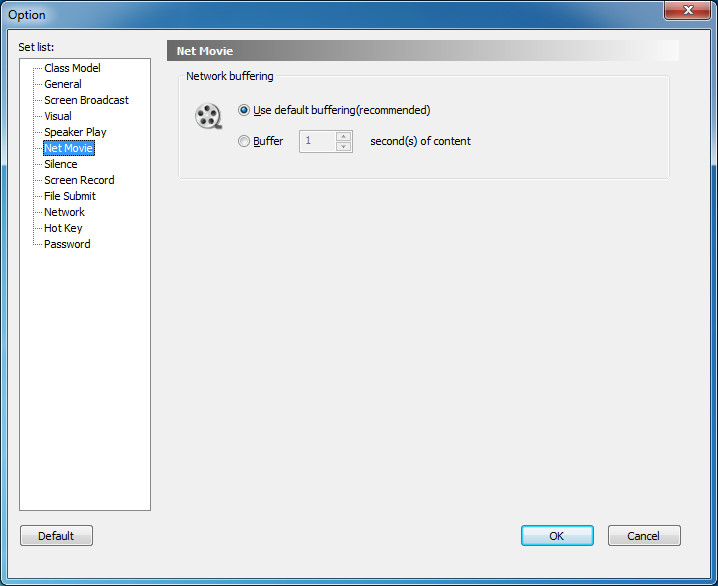 Option
Set list:
Class Model
General
Screen Broadcast
Visual
Speaker Play
Net Movie
Silence
Screen Record
File Submit
Network
Hot Key
Password
Net Movie
Network buffering
Use default buffering(recommended)
Buffer 1 second(s) of content
Default
OK
Cancel